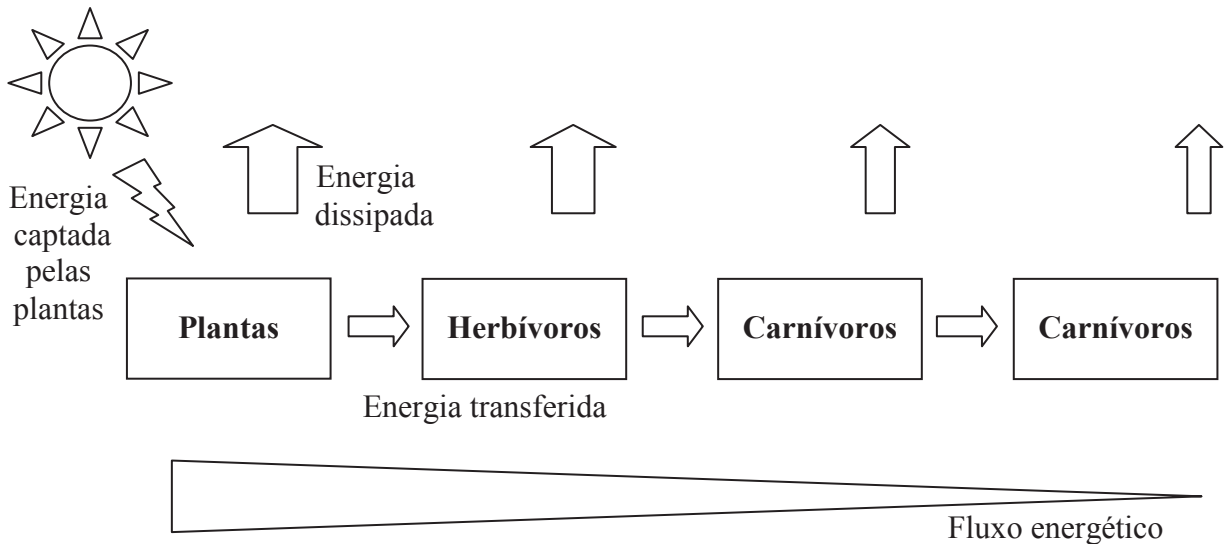 Energia
captada
pelas
plantas
Energia
dissipada
Plantas
Herbívoros
Carnívoros
Carnívoros
Energia transferida
Fluxo energético